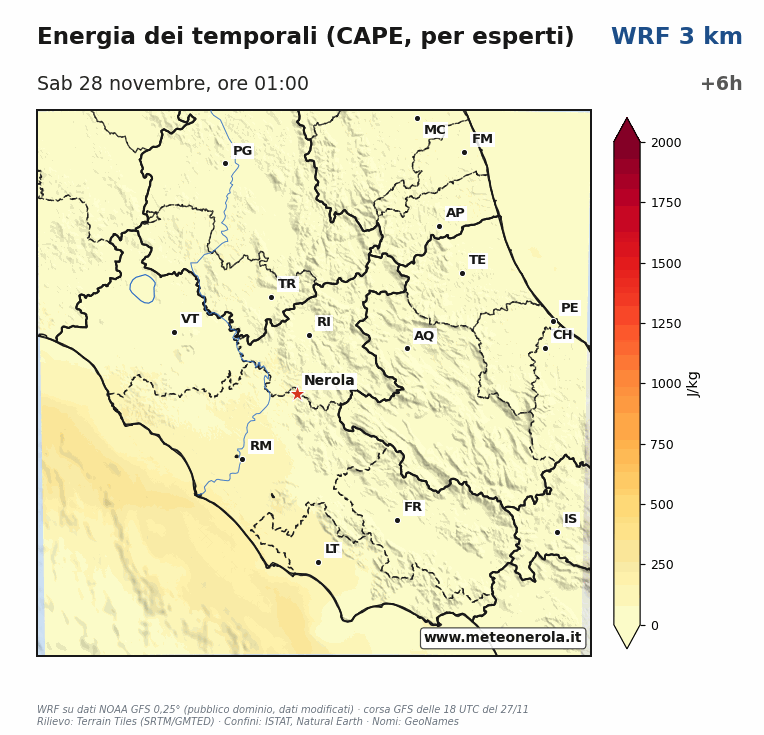 Energia dei temporali (CAPE, per esperti) WRF 3 km
Sab 28 novembre, ore 01:00 +6h
MC
FM
PG
AP
TE
TR
PE
VT
RI
AQ
CH
Nerola
RM
FR
IS
LT
www.meteonerola.it
2000
1750
1500
1250
1000
750
500
250
0
J/kg
WRF su dati NOAA GFS 0,25° (pubblico dominio, dati modificati) · corsa GFS delle 18 UTC del 27/11
Rilievo: Terrain Tiles (SRTM/GMTED) · Confini: ISTAT, Natural Earth · Nomi: GeoNames